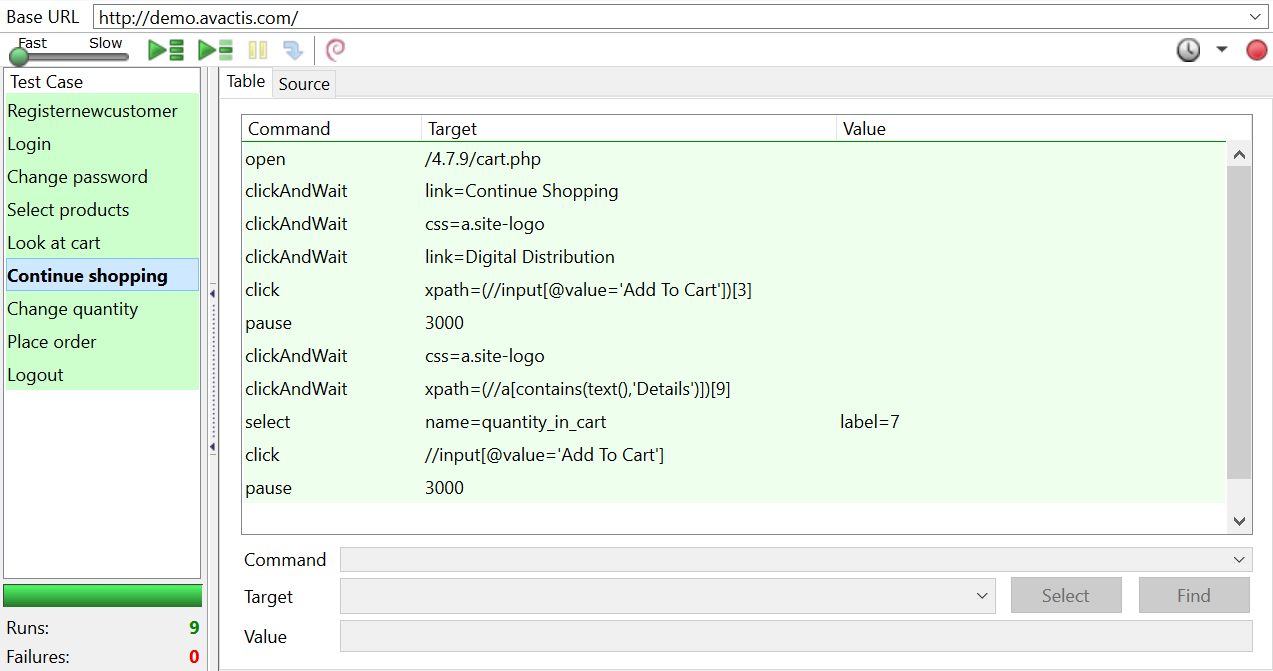 Base URL http://demo.avactis.com/
Fast Slow
Test Case
Registernewcustomer
Login
Change password
Select products
Look at cart
Continue shopping
Change quantity
Place order
Logout
Runs: 9
Failures: 0
Table Source
Command Target Value
open /4.7.9/cart.php
clickAndWait link=Continue Shopping
clickAndWait css=a.site-logo
clickAndWait link=Digital Distribution
click xpath=(//input[@value='Add To Cart'])[3]
pause 3000
clickAndWait css=a.site-logo
clickAndWait xpath=(//a[contains(text(),'Details')])[9]
select name=quantity_in_cart label=7
click //input[@value='Add To Cart']
pause 3000
Command
Target Select Find
Value